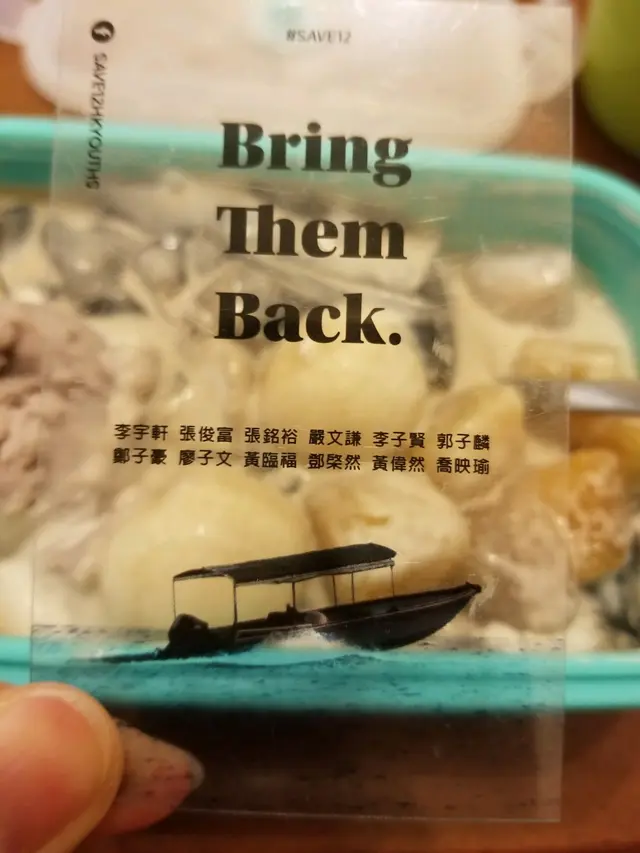 #SAVE12
SAVE12HKYOUTHS
Bring
Them
Back.
李宇軒 張俊富 張銘裕 嚴文謙 李子賢 郭子麟
鄭子豪 廖子文 黃臨福 鄧棨然 黃偉然 喬映瑜